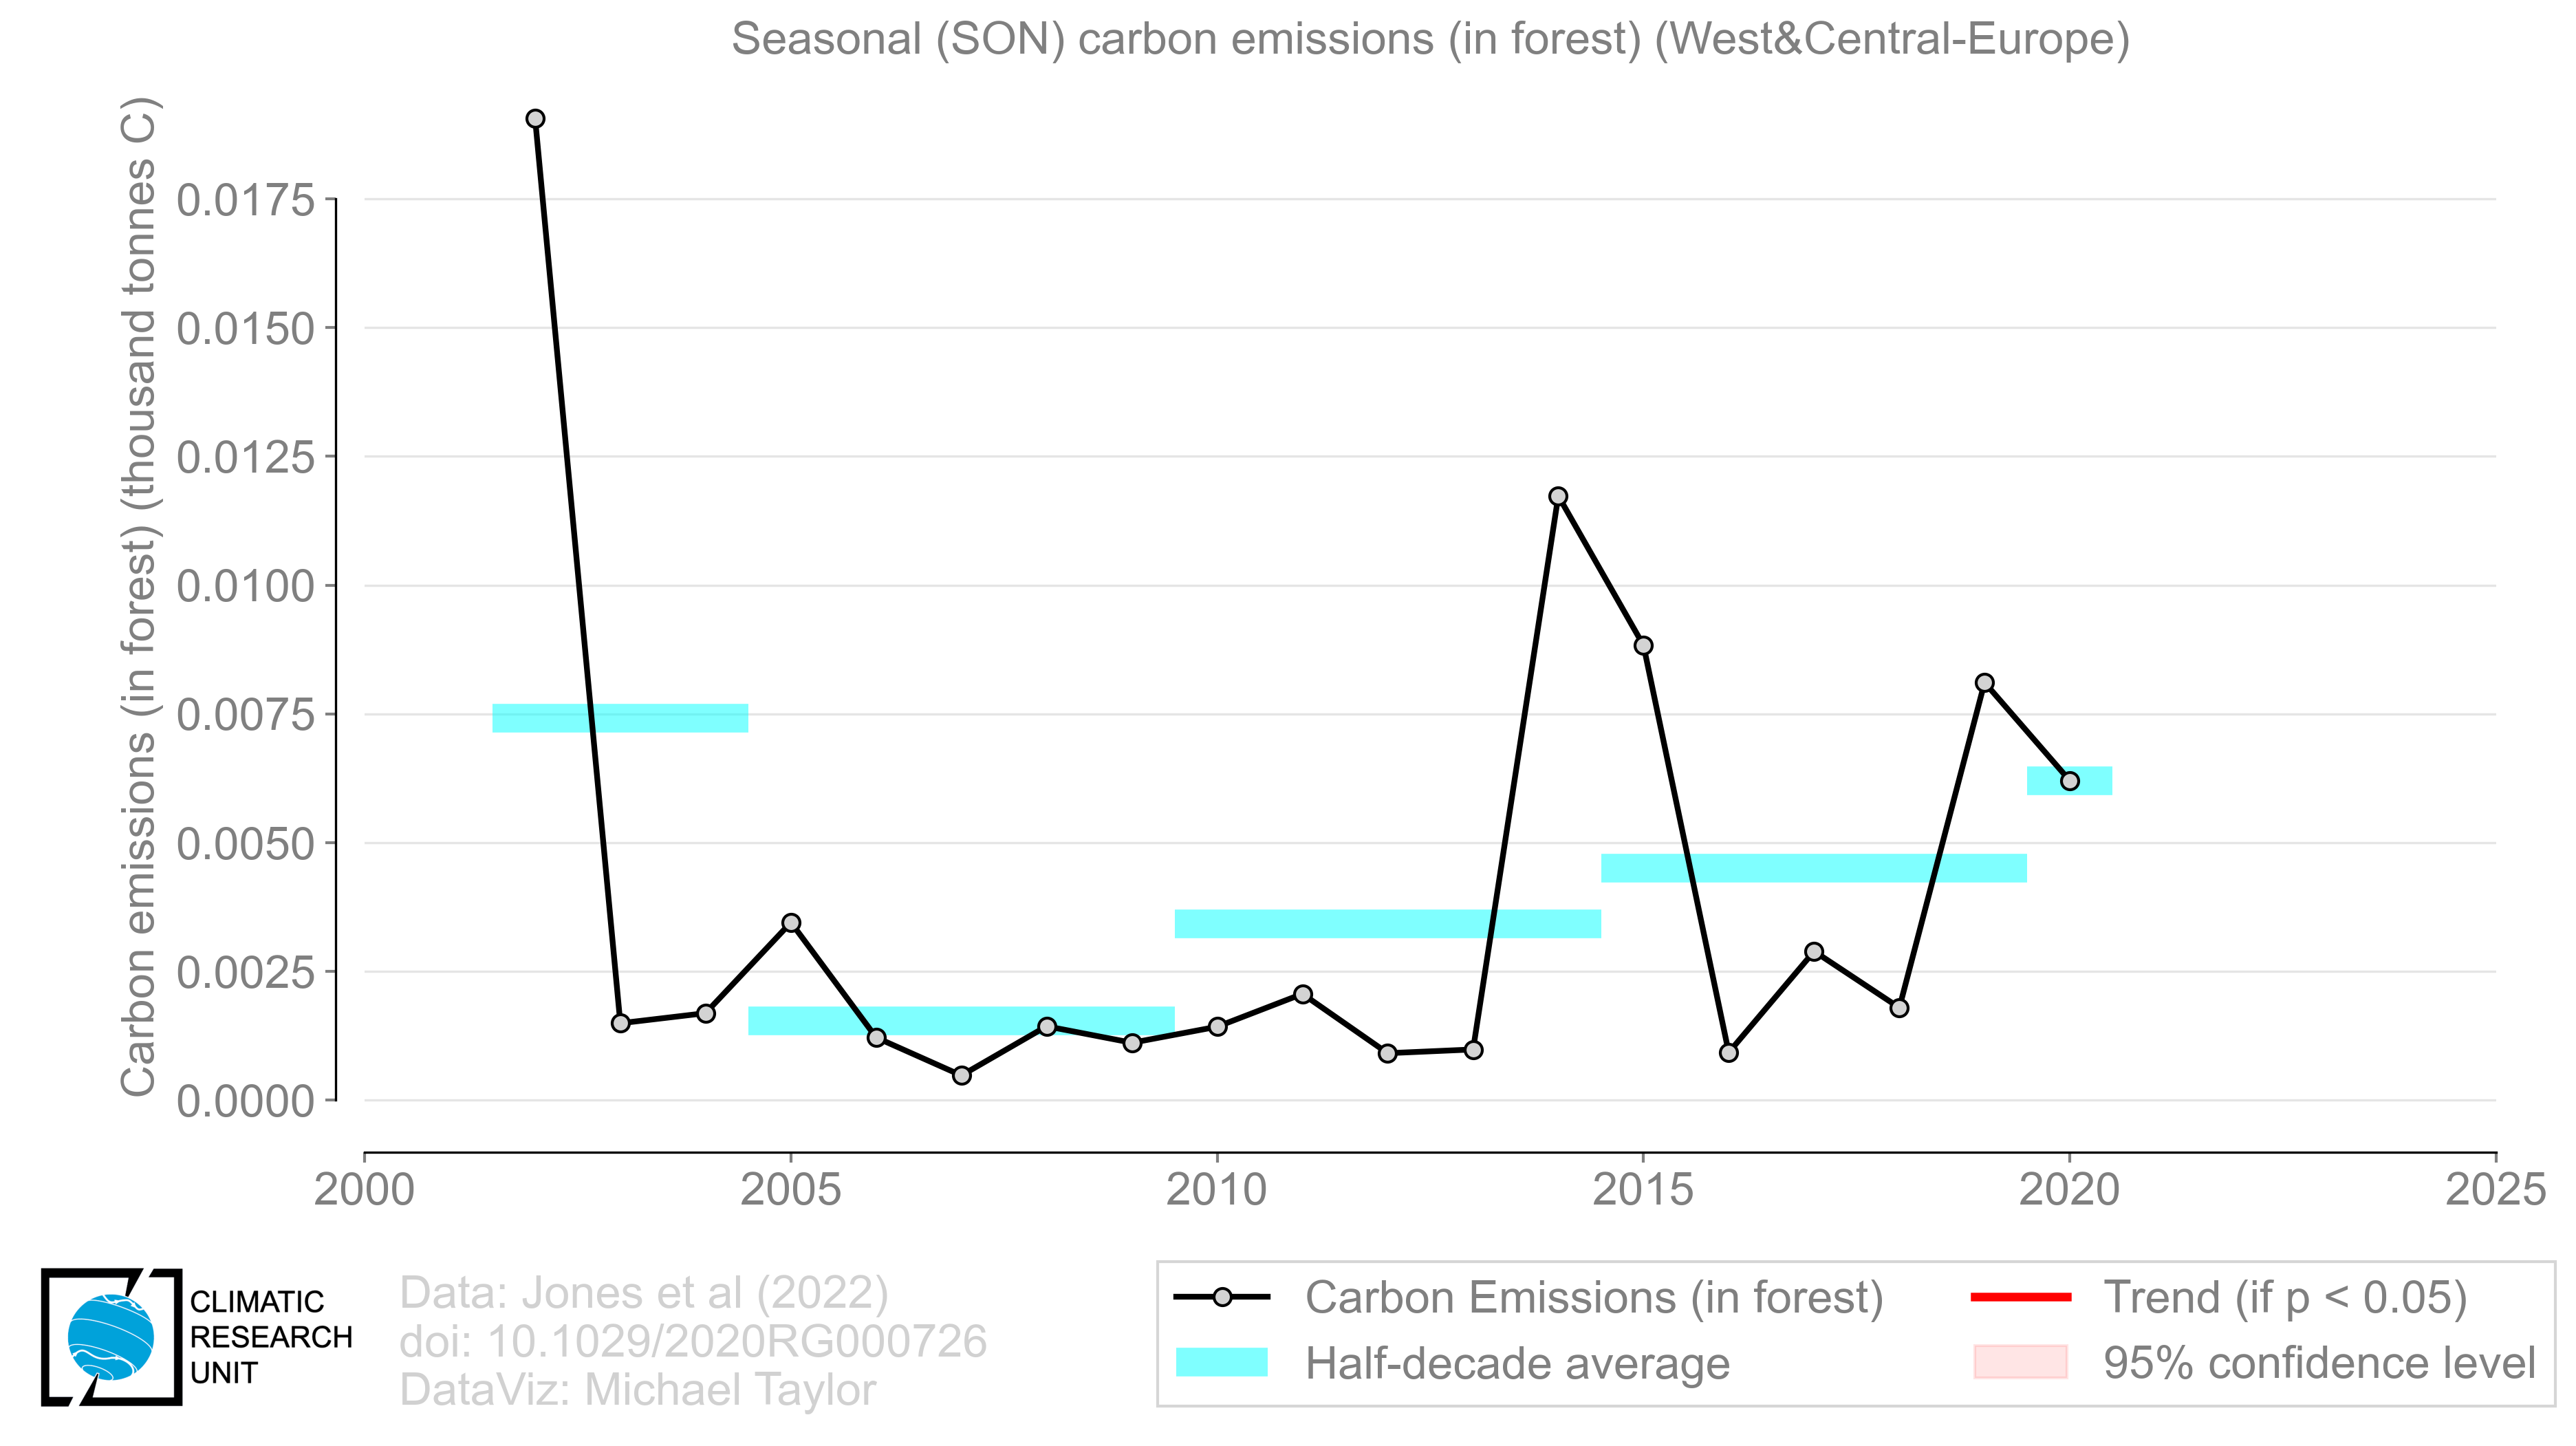 Seasonal (SON) carbon emissions (in forest) (West&Central-Europe)
Carbon emissions (in forest) (thousand tonnes C)
0.0175
0.0150
0.0125
0.0100
0.0075
0.0050
0.0025
0.0000
2000 2005 2010 2015 2020 2025
CLIMATIC
RESEARCH
UNIT
Data: Jones et al (2022)
doi: 10.1029/2020RG000726
DataViz: Michael Taylor
Carbon Emissions (in forest)
Half-decade average
Trend (if p < 0.05)
95% confidence level